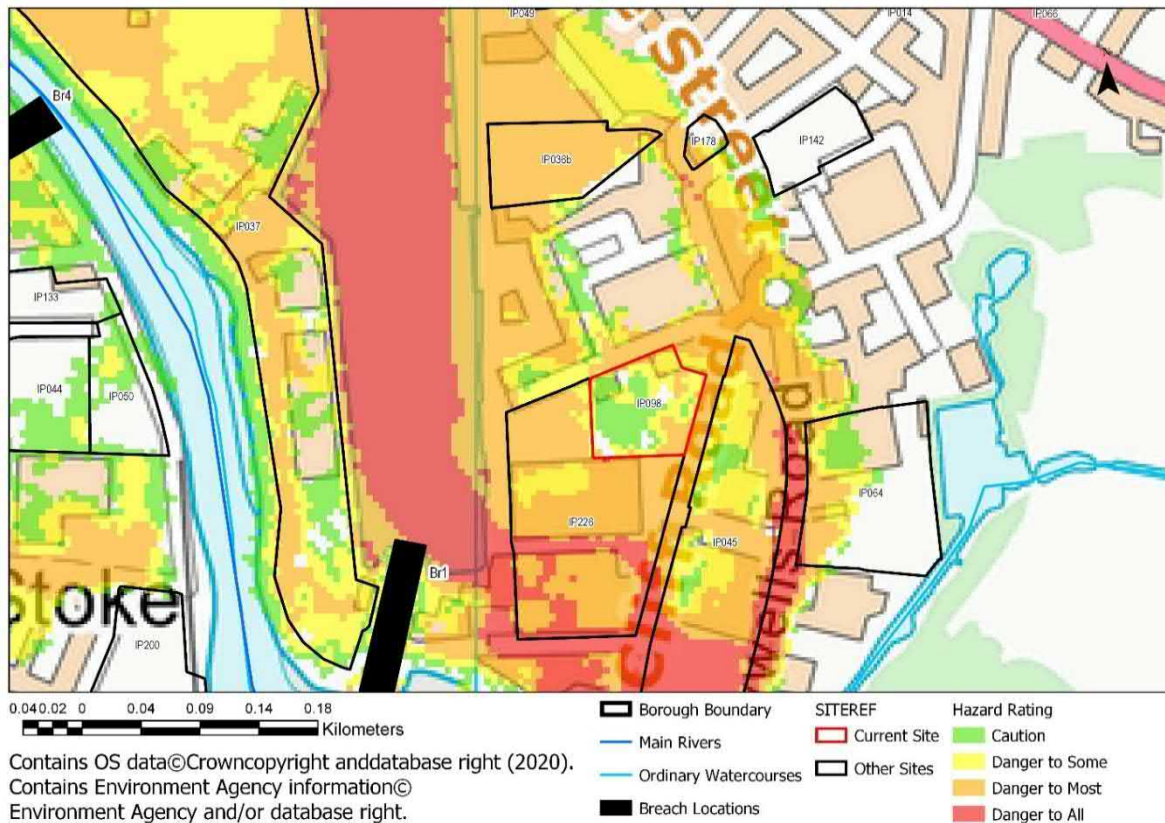 IP049
IP014
IP066
Br4
IP036b
IP178
IP142
IP037
IP133
IP098
IP044
IP050
IP064
IP226
IP045
Br1
Stoke
IP200
0.04 0.02 0 0.04 0.09 0.14 0.18
Kilometers
Contains OS data©Crowncopyright anddatabase right (2020).
Contains Environment Agency information©
Environment Agency and/or database right.
Borough Boundary
Main Rivers
Ordinary Watercourses
Breach Locations
SITEREF
Current Site
Other Sites
Hazard Rating
Caution
Danger to Some
Danger to Most
Danger to All